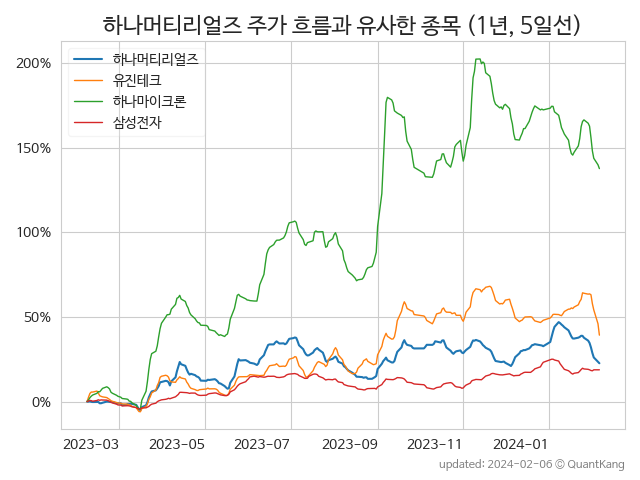 하나머티리얼즈 주가 흐름과 유사한 종목 (1년, 5일선)
하나머티리얼즈
유진테크
하나마이크론
삼성전자
200%
150%
100%
50%
0%
2023-03
2023-05
2023-07
2023-09
2023-11
2024-01
updated: 2024-02-06 © QuantKang